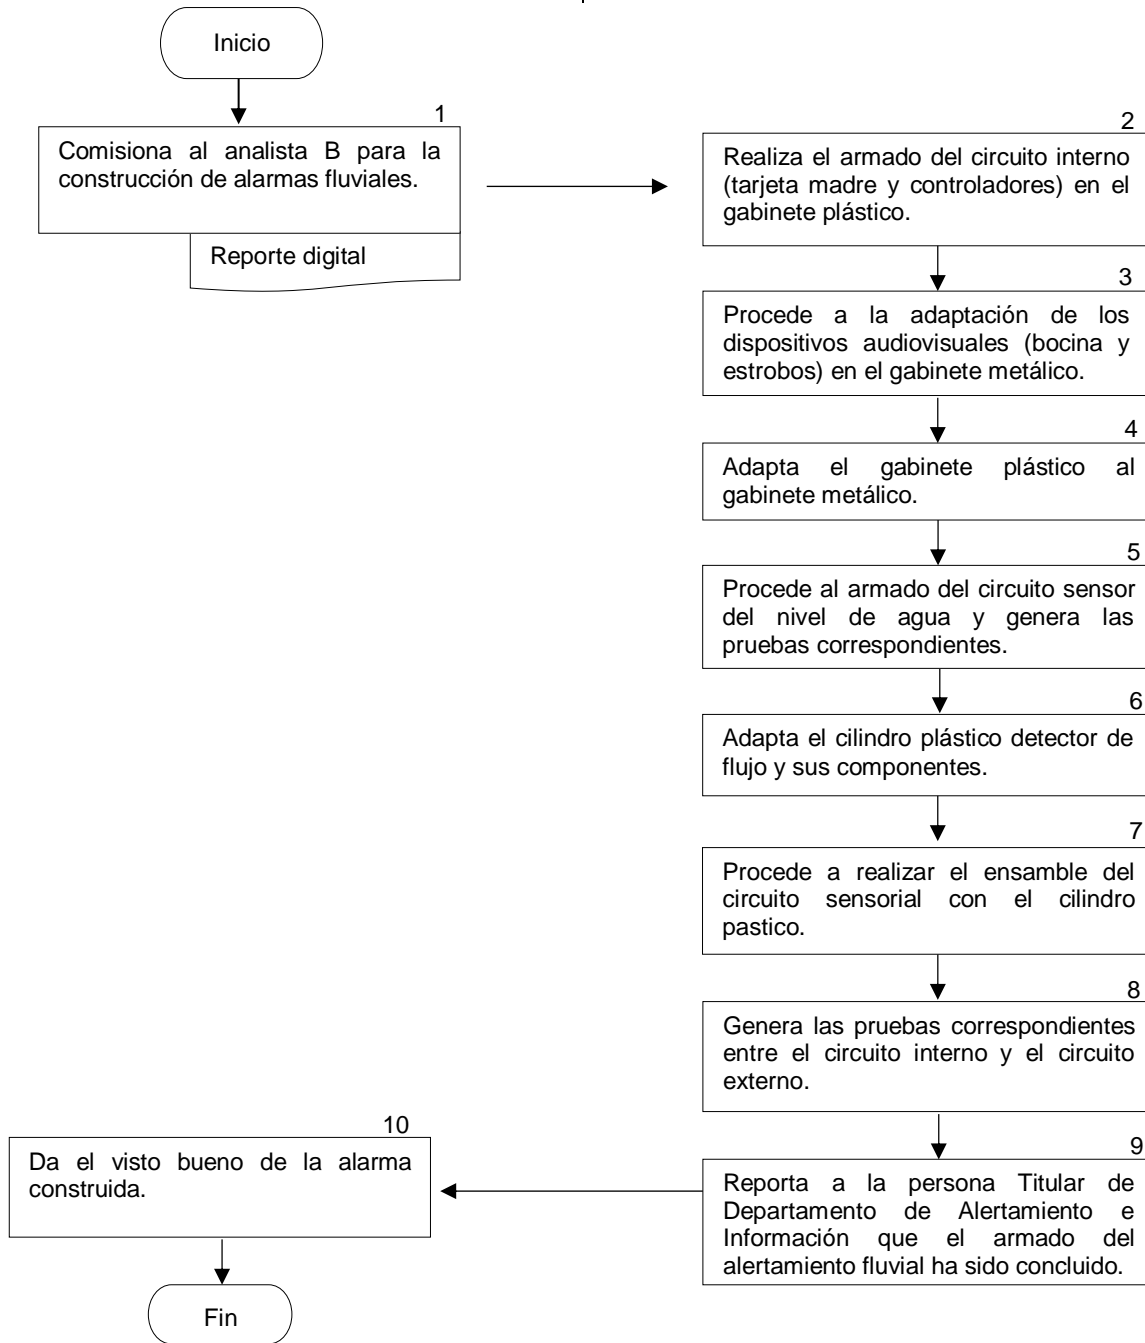 Inicio
1
Comisiona al analista B para la
construcción de alarmas fluviales.
Reporte digital
2
Realiza el armado del circuito interno
(tarjeta madre y controladores) en el
gabinete plástico.
3
Procede a la adaptación de los
dispositivos audiovisuales (bocina y
estrobos) en el gabinete metálico.
4
Adapta el gabinete plástico al
gabinete metálico.
5
Procede al armado del circuito sensor
del nivel de agua y genera las
pruebas correspondientes.
6
Adapta el cilindro plástico detector de
flujo y sus componentes.
7
Procede a realizar el ensamble del
circuito sensorial con el cilindro
pastico.
8
Genera las pruebas correspondientes
entre el circuito interno y el circuito
externo.
9
Reporta a la persona Titular de
Departamento de Alertamiento e
Información que el armado del
alertamiento fluvial ha sido concluido.
10
Da el visto bueno de la alarma
construida.
Fin